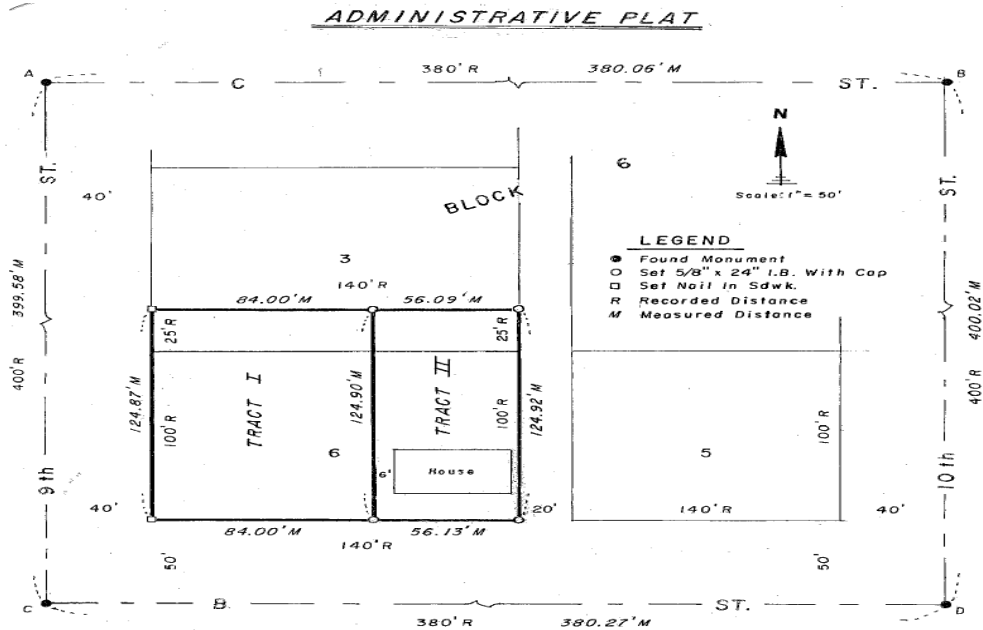 ADMINISTRATIVE PLAT
A
C
380'R
380.06'M
ST.
B
N
Scale: 1" = 50'
ST.
40'
BLOCK
6
ST.
LEGEND
Found Monument
Set 5/8" x 24" I.B. With Cap
Set Nail In Sdwk.
R Recorded Distance
M Measured Distance
3
140'R
84.00'M
56.09'M
399.58'M
400'R
400.02'M
400'R
25'R
25'R
124.87'M
100'R
TRACT I
124.90'M
TRACT II
100'R
124.92'M
6
6'
House
5
100'R
9th
10th
40'
20'
140'R
40'
84.00'M
56.13'M
140'R
50'
50'
C
B
ST.
D
380'R
380.27'M